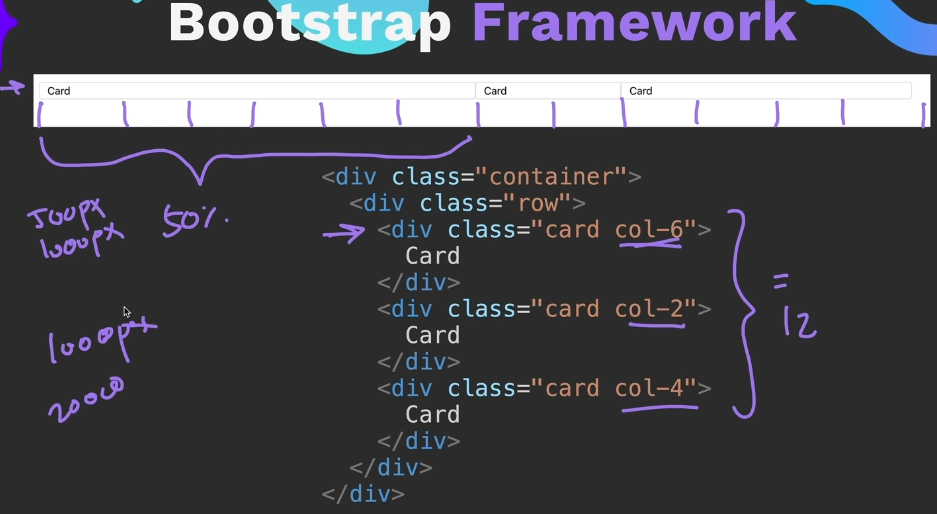 Bootstrap Framework
Card Card Card
500px
1000px
50%
1000px
2000
<div class="container">
<div class="row">
<div class="card col-6">
Card
</div>
<div class="card col-2">
Card
</div>
<div class="card col-4">
Card
</div>
</div>
</div>
=
12